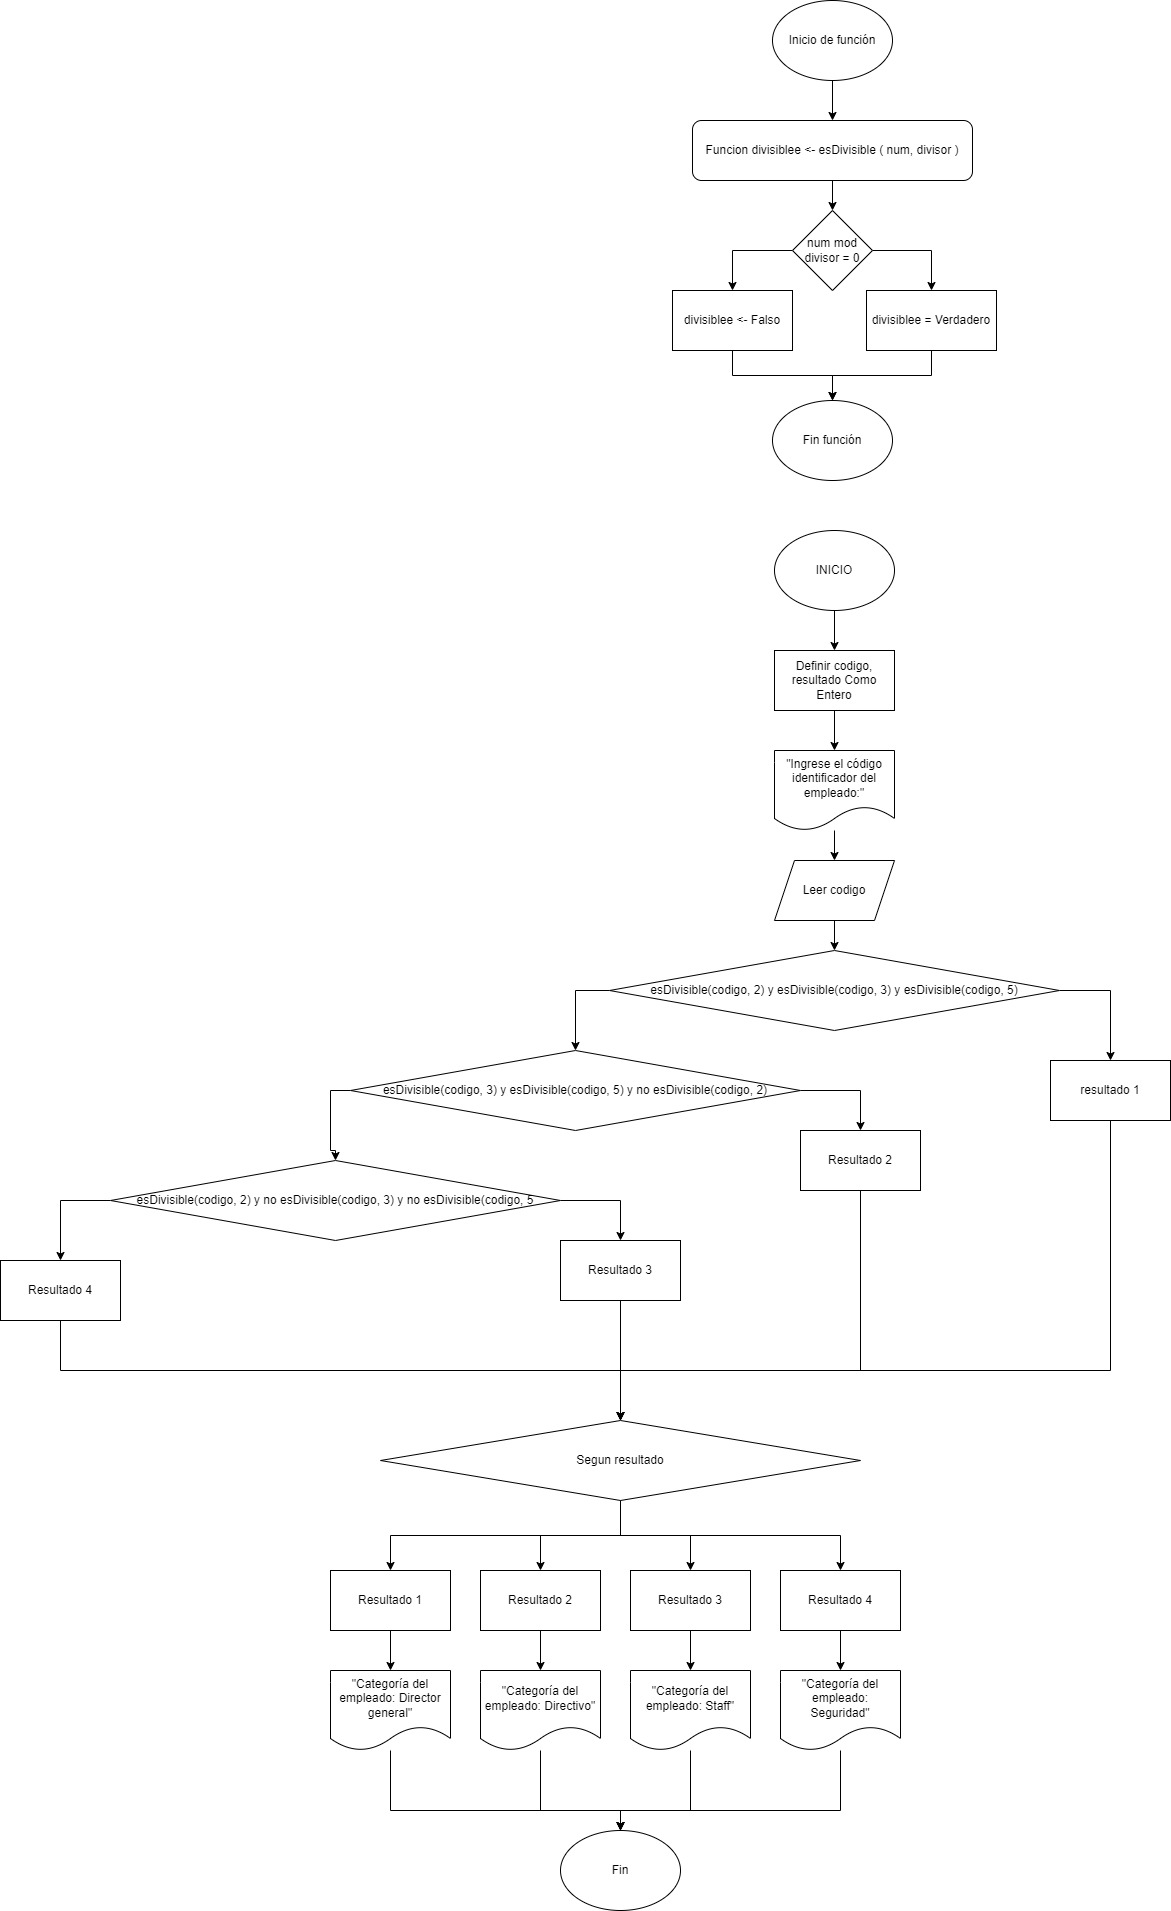 Inicio de función
Funcion divisiblee <- esDivisible ( num, divisor )
num mod
divisor = 0
divisiblee <- Falso
divisiblee = Verdadero
Fin función
INICIO
Definir codigo,
resultado Como
Entero
"Ingrese el código
identificador del
empleado:"
Leer codigo
esDivisible(codigo, 2) y esDivisible(codigo, 3) y esDivisible(codigo, 5)
esDivisible(codigo, 3) y esDivisible(codigo, 5) y no esDivisible(codigo, 2)
resultado 1
Resultado 2
esDivisible(codigo, 2) y no esDivisible(codigo, 3) y no esDivisible(codigo, 5
Resultado 4
Resultado 3
Segun resultado
Resultado 1
Resultado 2
Resultado 3
Resultado 4
"Categoría del
empleado: Director
general"
"Categoría del
empleado: Directivo"
"Categoría del
empleado: Staff"
"Categoría del
empleado:
Seguridad"
Fin